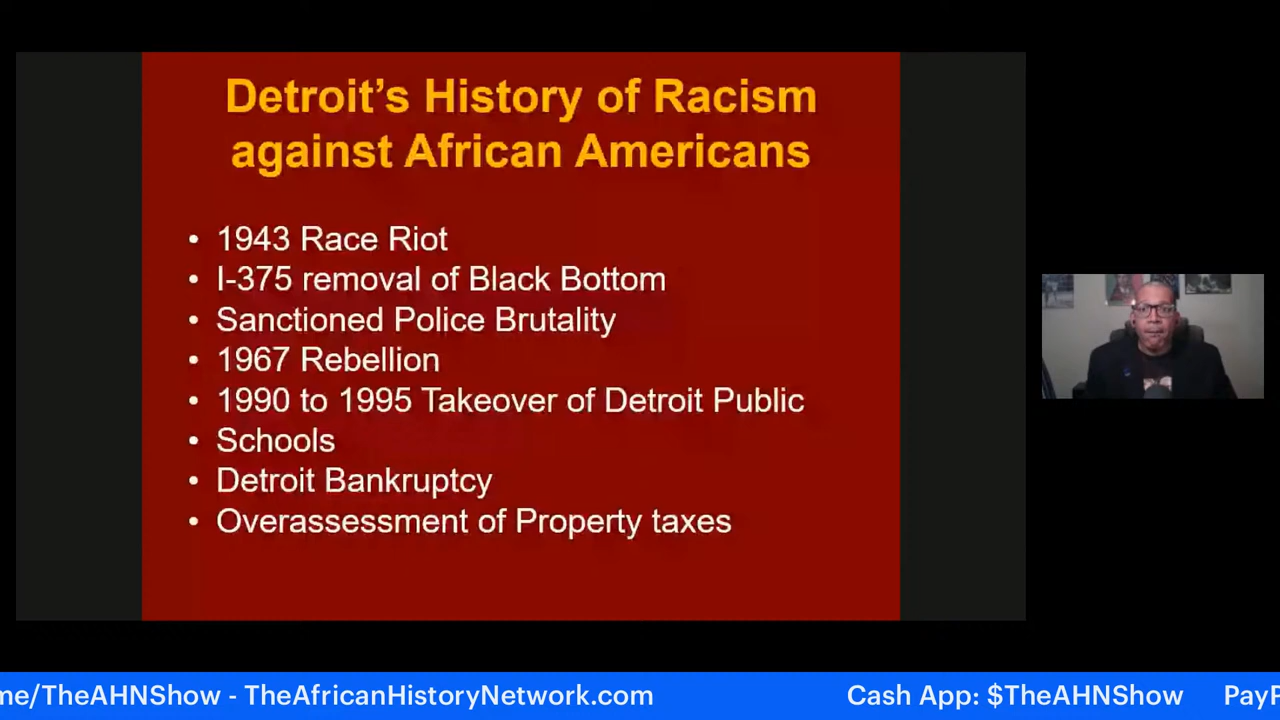 Detroit’s History of Racism
against African Americans
• 1943 Race Riot
• I-375 removal of Black Bottom
• Sanctioned Police Brutality
• 1967 Rebellion
• 1990 to 1995 Takeover of Detroit Public
• Schools
• Detroit Bankruptcy
• Overassessment of Property taxes
me/TheAHNShow - TheAfricanHistoryNetwork.com Cash App: $TheAHNShow PayP